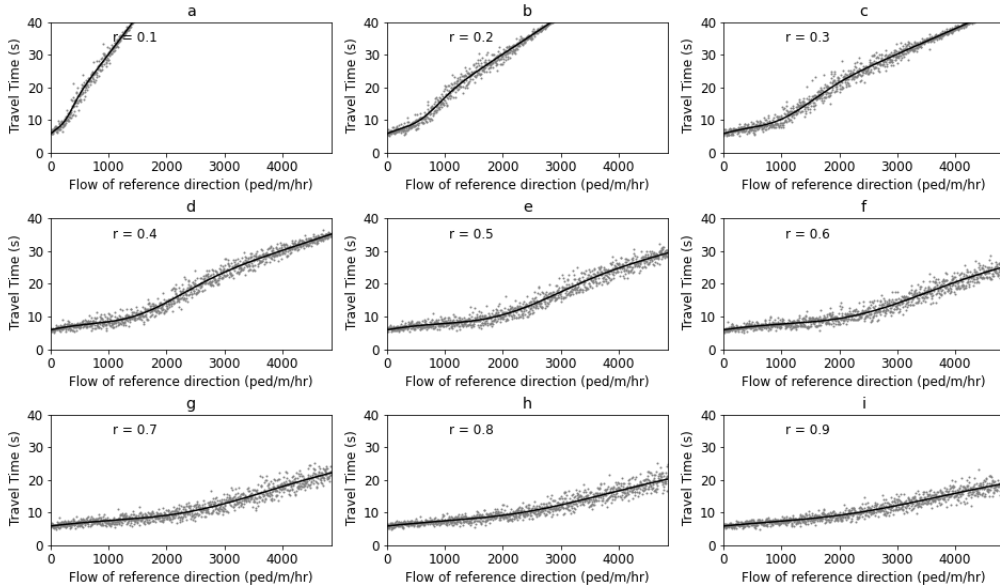 a
b
c
r = 0.1
r = 0.2
r = 0.3
Travel Time (s)
Travel Time (s)
Travel Time (s)
40
30
20
10
0
40
30
20
10
0
40
30
20
10
0
0 1000 2000 3000 4000
0 1000 2000 3000 4000
0 1000 2000 3000 4000
Flow of reference direction (ped/m/hr)
Flow of reference direction (ped/m/hr)
Flow of reference direction (ped/m/hr)
d
e
f
r = 0.4
r = 0.5
r = 0.6
Travel Time (s)
Travel Time (s)
Travel Time (s)
40
30
20
10
0
40
30
20
10
0
40
30
20
10
0
0 1000 2000 3000 4000
0 1000 2000 3000 4000
0 1000 2000 3000 4000
Flow of reference direction (ped/m/hr)
Flow of reference direction (ped/m/hr)
Flow of reference direction (ped/m/hr)
g
h
i
r = 0.7
r = 0.8
r = 0.9
Travel Time (s)
Travel Time (s)
Travel Time (s)
40
30
20
10
0
40
30
20
10
0
40
30
20
10
0
0 1000 2000 3000 4000
0 1000 2000 3000 4000
0 1000 2000 3000 4000
Flow of reference direction (ped/m/hr)
Flow of reference direction (ped/m/hr)
Flow of reference direction (ped/m/hr)